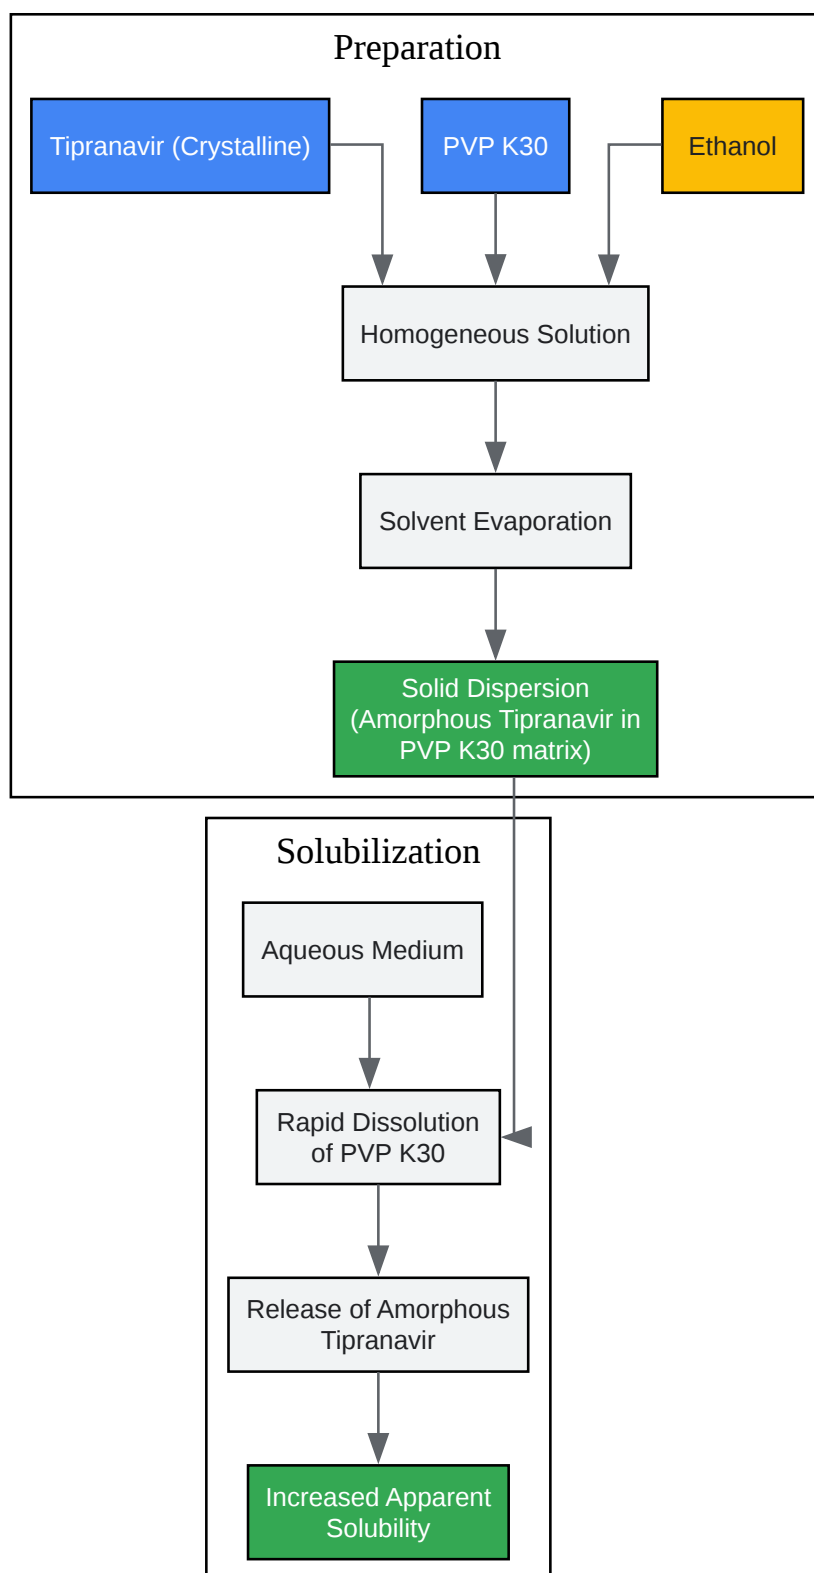 Preparation
Tipranavir (Crystalline)
PVP K30
Ethanol
Homogeneous Solution
Solvent Evaporation
Solid Dispersion
(Amorphous Tipranavir in
PVP K30 matrix)
Solubilization
Aqueous Medium
Rapid Dissolution
of PVP K30
Release of Amorphous
Tipranavir
Increased Apparent
Solubility